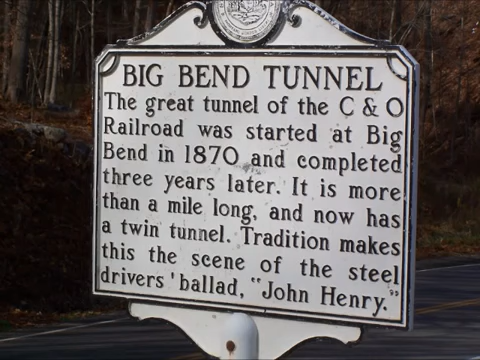 BIG BEND TUNNEL
The great tunnel of the C & O
Railroad was started at Big
Bend in 1870 and completed
three years later. It is more
than a mile long, and now has
a twin tunnel. Tradition makes
this the scene of the steel
drivers' ballad, "John Henry."